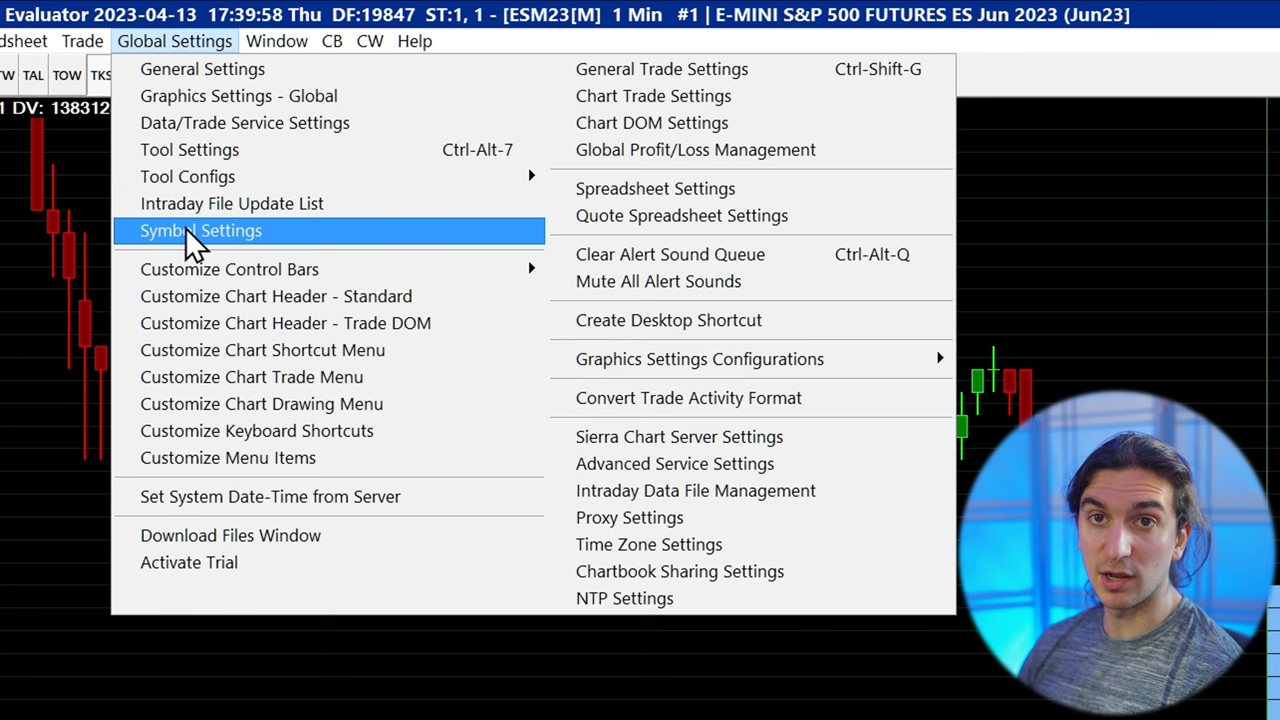 Evaluator 2023-04-13 17:39:58 Thu DF:19847 ST:1, 1 - [ESM23[M] 1 Min #1 | E-MINI S&P 500 FUTURES ES Jun 2023 (Jun23]
dsheet Trade Global Settings Window CB CW Help
TW TAL TOW TKS
1 DV: 138312
General Settings
Graphics Settings - Global
Data/Trade Service Settings
Tool Settings Ctrl-Alt-7
Tool Configs
Intraday File Update List
Symbol Settings
Customize Control Bars
Customize Chart Header - Standard
Customize Chart Header - Trade DOM
Customize Chart Shortcut Menu
Customize Chart Trade Menu
Customize Chart Drawing Menu
Customize Keyboard Shortcuts
Customize Menu Items
Set System Date-Time from Server
Download Files Window
Activate Trial
General Trade Settings Ctrl-Shift-G
Chart Trade Settings
Chart DOM Settings
Global Profit/Loss Management
Spreadsheet Settings
Quote Spreadsheet Settings
Clear Alert Sound Queue Ctrl-Alt-Q
Mute All Alert Sounds
Create Desktop Shortcut
Graphics Settings Configurations
Convert Trade Activity Format
Sierra Chart Server Settings
Advanced Service Settings
Intraday Data File Management
Proxy Settings
Time Zone Settings
Chartbook Sharing Settings
NTP Settings